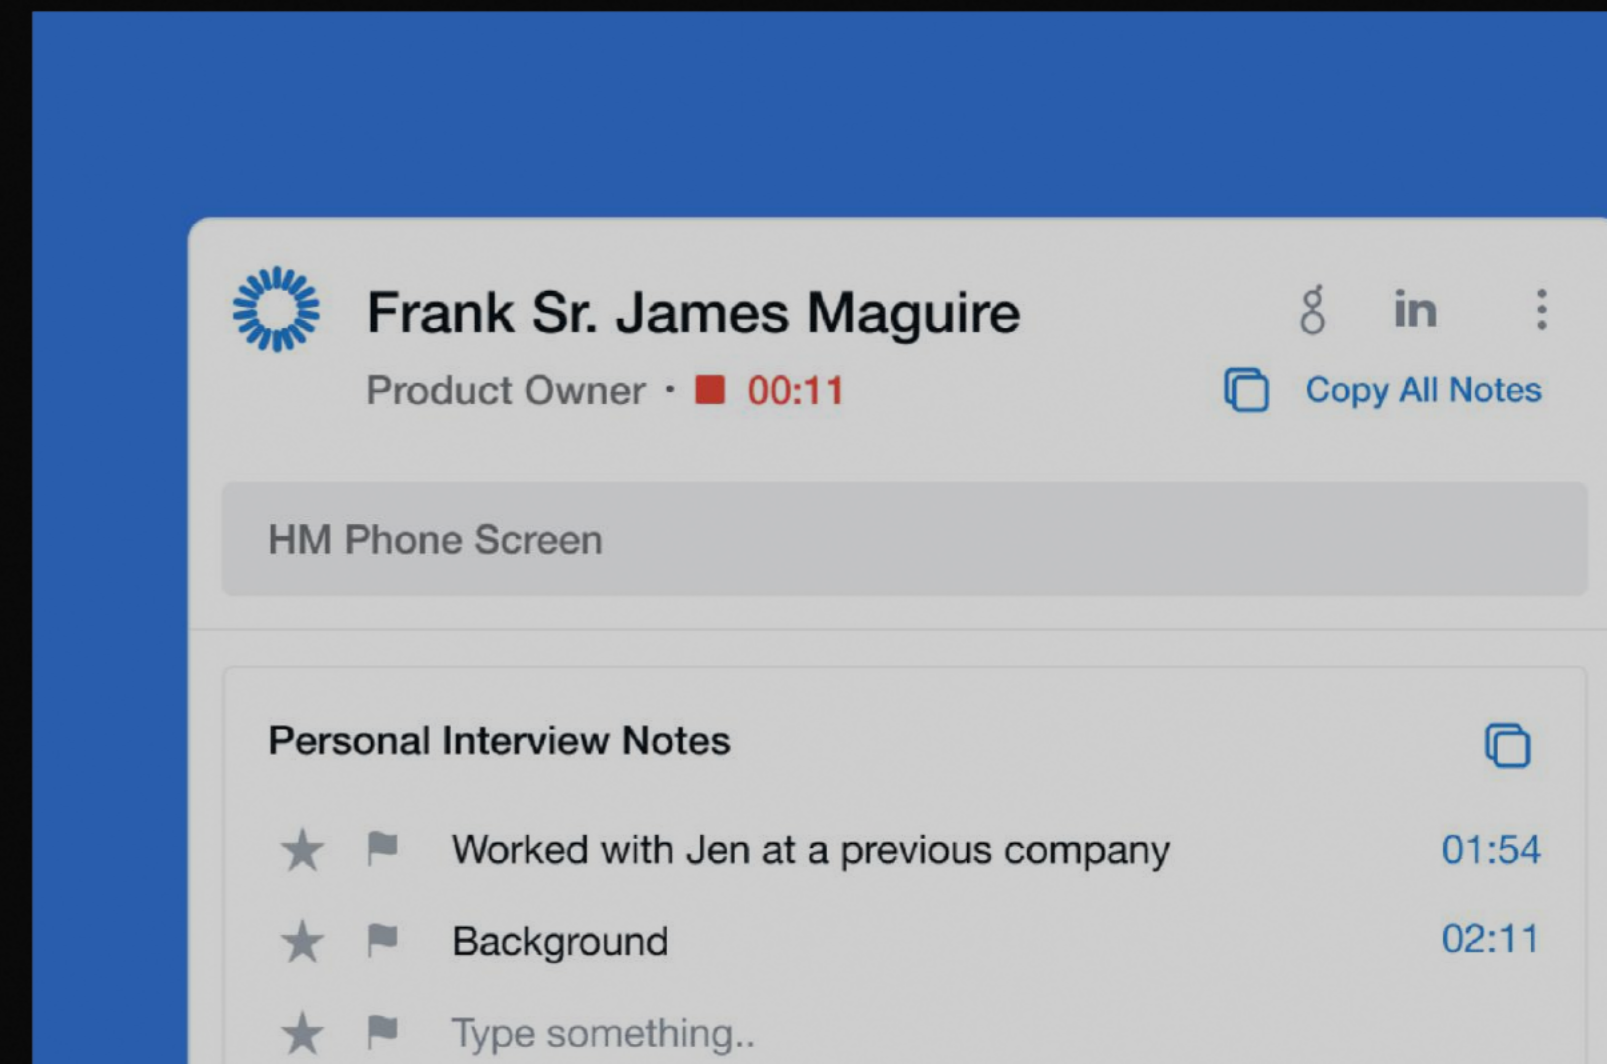 Frank Sr. James Maguire
in
Product Owner · 00:11
Copy All Notes
HM Phone Screen
Personal Interview Notes
Worked with Jen at a previous company 01:54
Background 02:11
Type something..